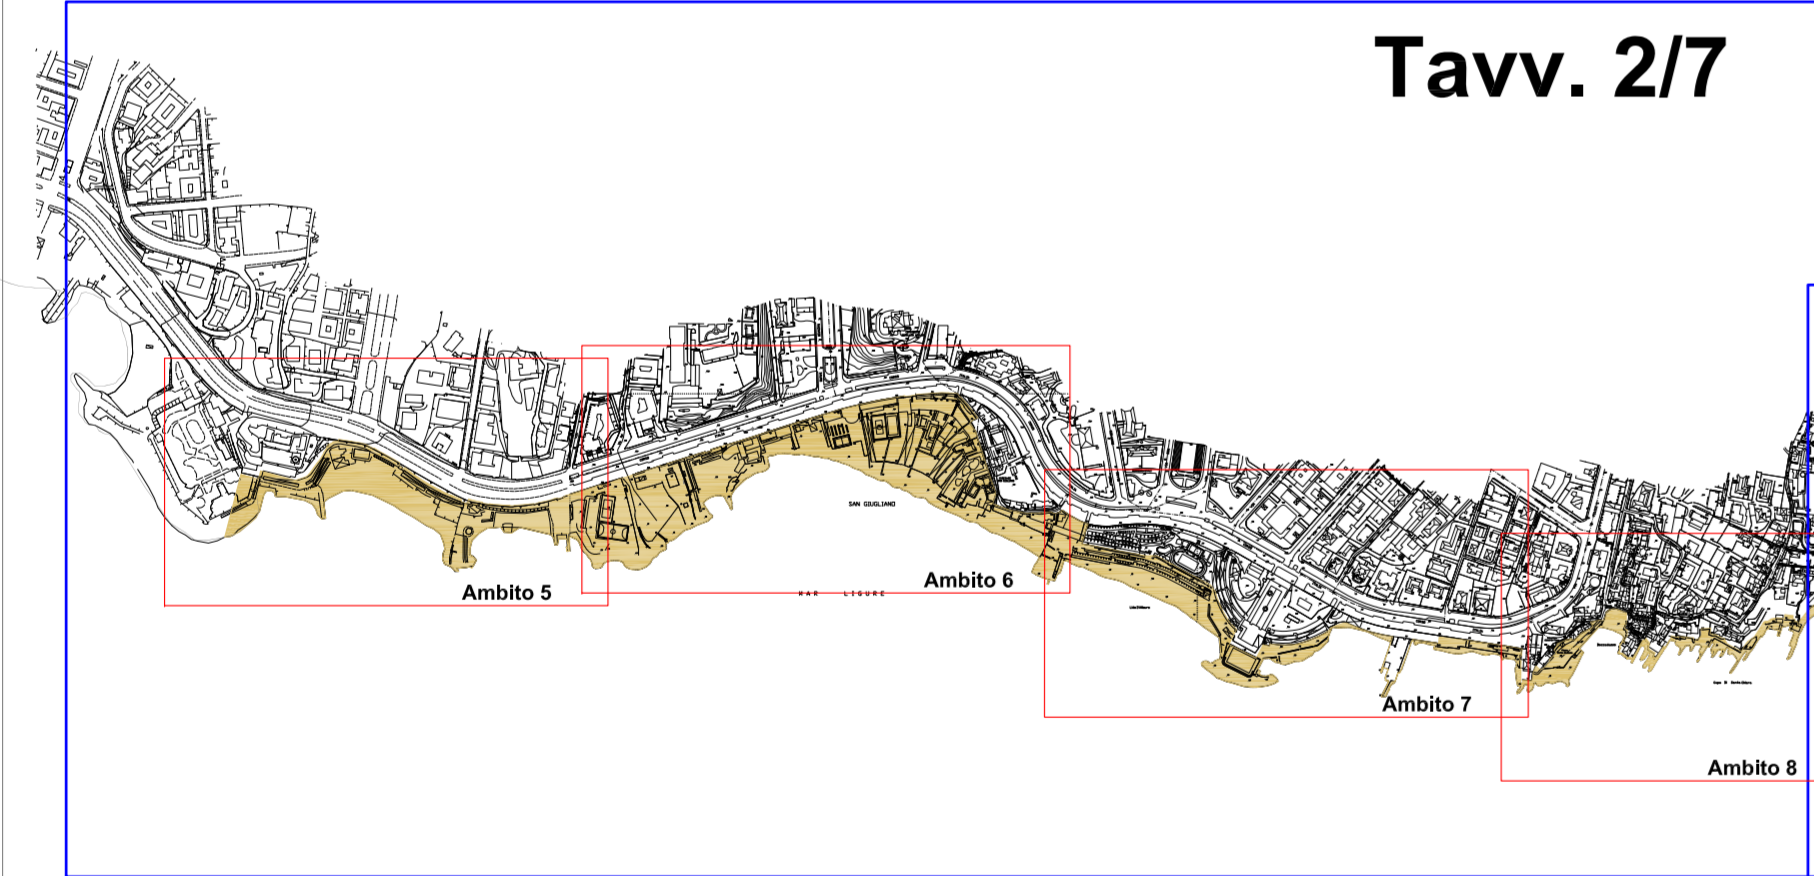 Tavv. 2/7
SAN GIUGLIANO
Ambito 5
Ambito 6
MAR LIGURE
Ambito 7
Ambito 8